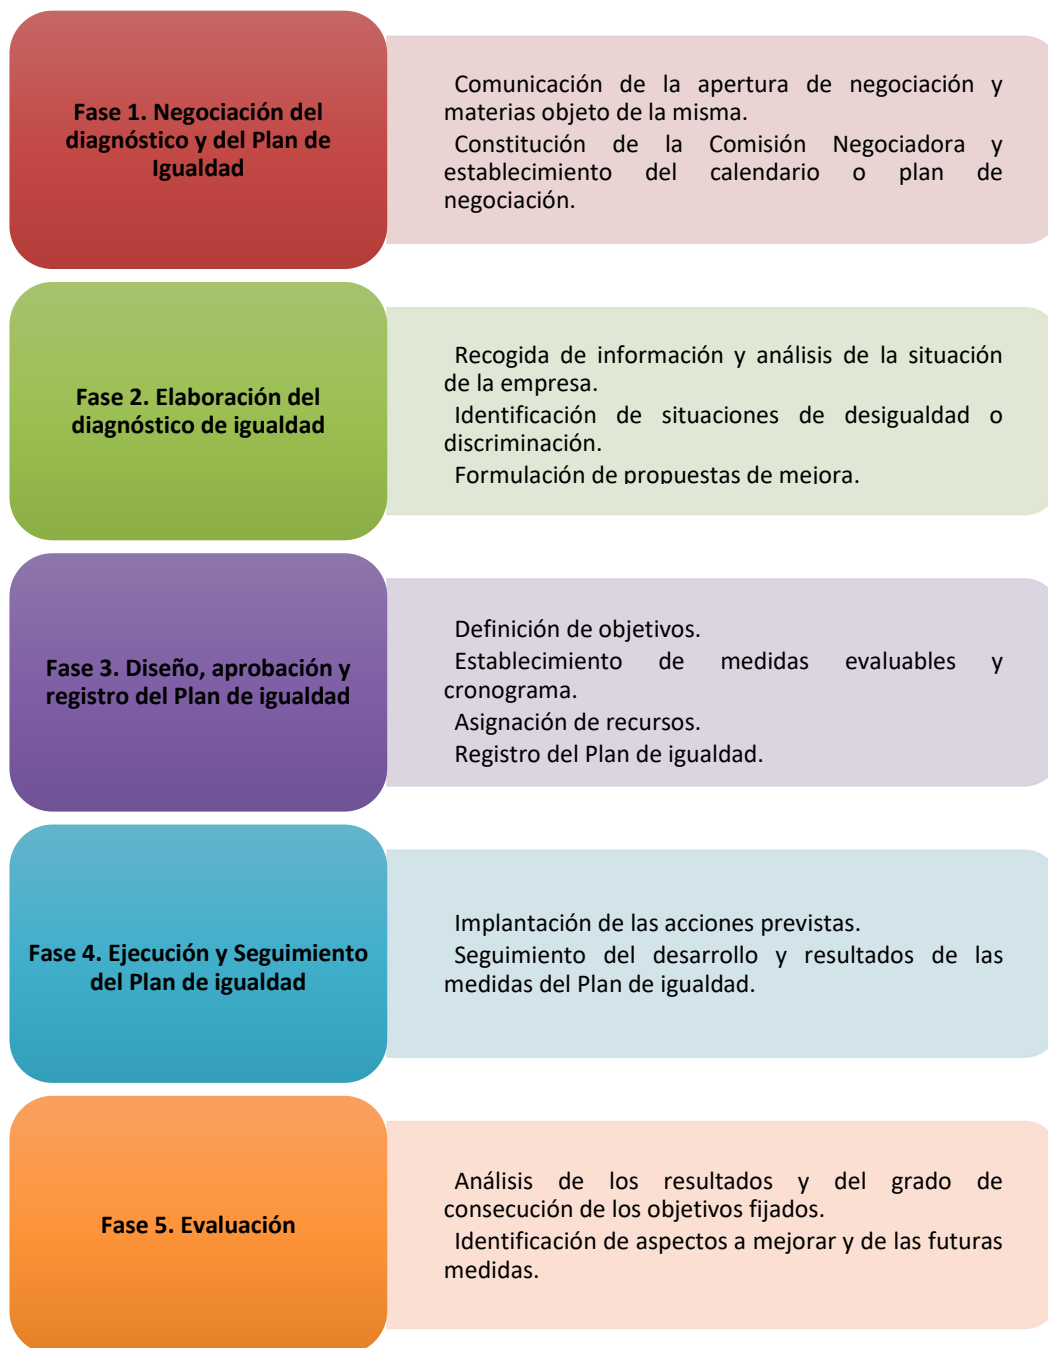 Fase 1. Negociación del
diagnóstico y del Plan de
Igualdad
Comunicación de la apertura de negociación y
materias objeto de la misma.
Constitución de la Comisión Negociadora y
establecimiento del calendario o plan de
negociación.
Fase 2. Elaboración del
diagnóstico de igualdad
Recogida de información y análisis de la situación
de la empresa.
Identificación de situaciones de desigualdad o
discriminación.
Formulación de propuestas de mejora.
Fase 3. Diseño, aprobación y
registro del Plan de igualdad
Definición de objetivos.
Establecimiento de medidas evaluables y
cronograma.
Asignación de recursos.
Registro del Plan de igualdad.
Fase 4. Ejecución y Seguimiento
del Plan de igualdad
Implantación de las acciones previstas.
Seguimiento del desarrollo y resultados de las
medidas del Plan de igualdad.
Fase 5. Evaluación
Análisis de los resultados y del grado de
consecución de los objetivos fijados.
Identificación de aspectos a mejorar y de las futuras
medidas.